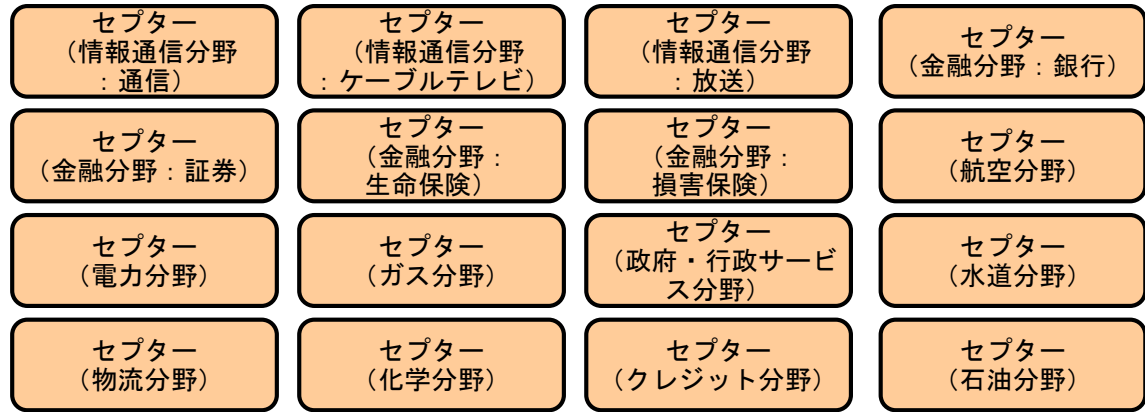 セプター
（情報通信分野
：通信）
セプター
（情報通信分野
：ケーブルテレビ）
セプター
（情報通信分野
：放送）
セプター
（金融分野：銀行）
セプター
（金融分野：証券）
セプター
（金融分野：
生命保険）
セプター
（金融分野：
損害保険）
セプター
（航空分野）
セプター
（電力分野）
セプター
（ガス分野）
セプター
（政府・行政サービ
ス分野）
セプター
（水道分野）
セプター
（物流分野）
セプター
（化学分野）
セプター
（クレジット分野）
セプター
（石油分野）